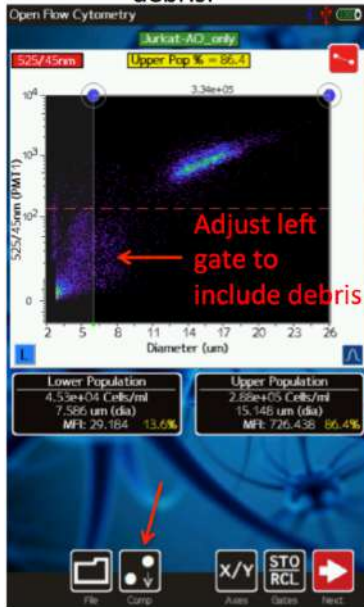 debris.
Open Flow Cytometry
Jurkat-AO_only
525/45nm
Upper Pop % = 86.4
3.34e+05
10⁴
10³
10²
0
525/45nm (PMT1)
Adjust left
gate to
include debris
2 5 8 11 14 17 20 23 26
Diameter (um)
L
Lower Population
4.53e+04 Cells/ml
7.586 um (dia)
MFI: 29.184 13.6%
Upper Population
2.88e+05 Cells/ml
15.148 um (dia)
MFI: 726.438 86.4%
X/Y
STO
RCL
File
Comp
Axes
Gates
Next